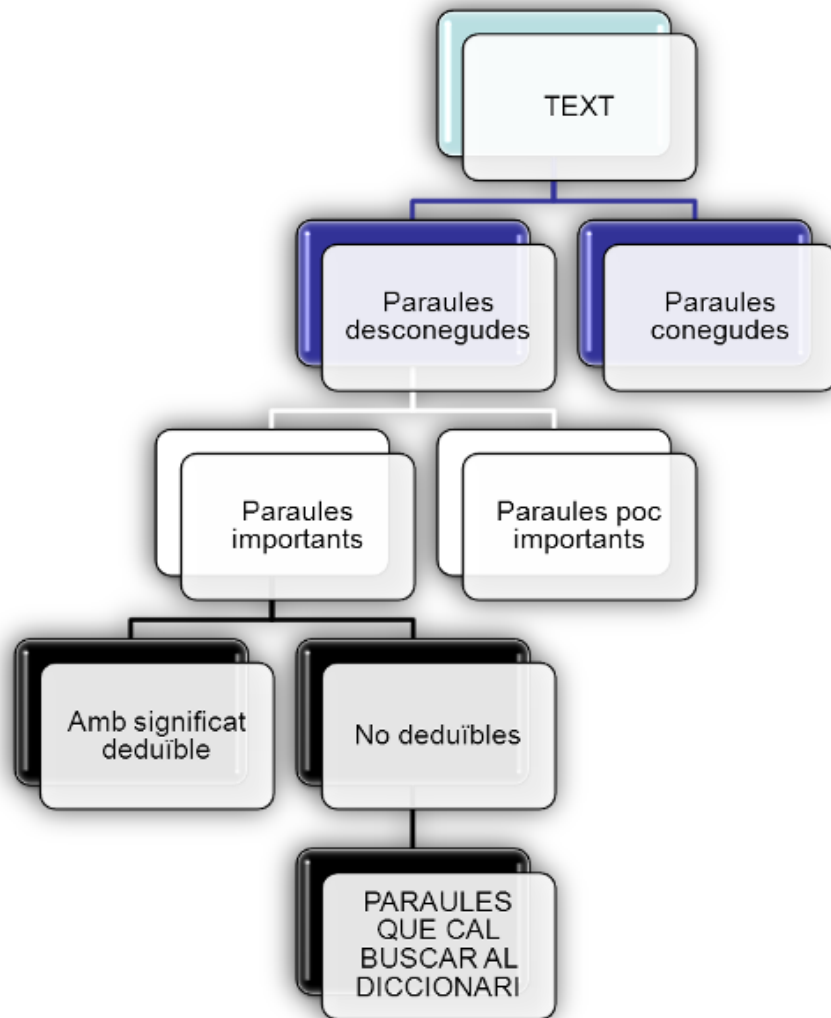 TEXT
Paraules
desconegudes
Paraules
conegudes
Paraules
importants
Paraules poc
importants
Amb significat
deduïble
No deduïbles
PARAULES
QUE CAL
BUSCAR AL
DICCIONARI